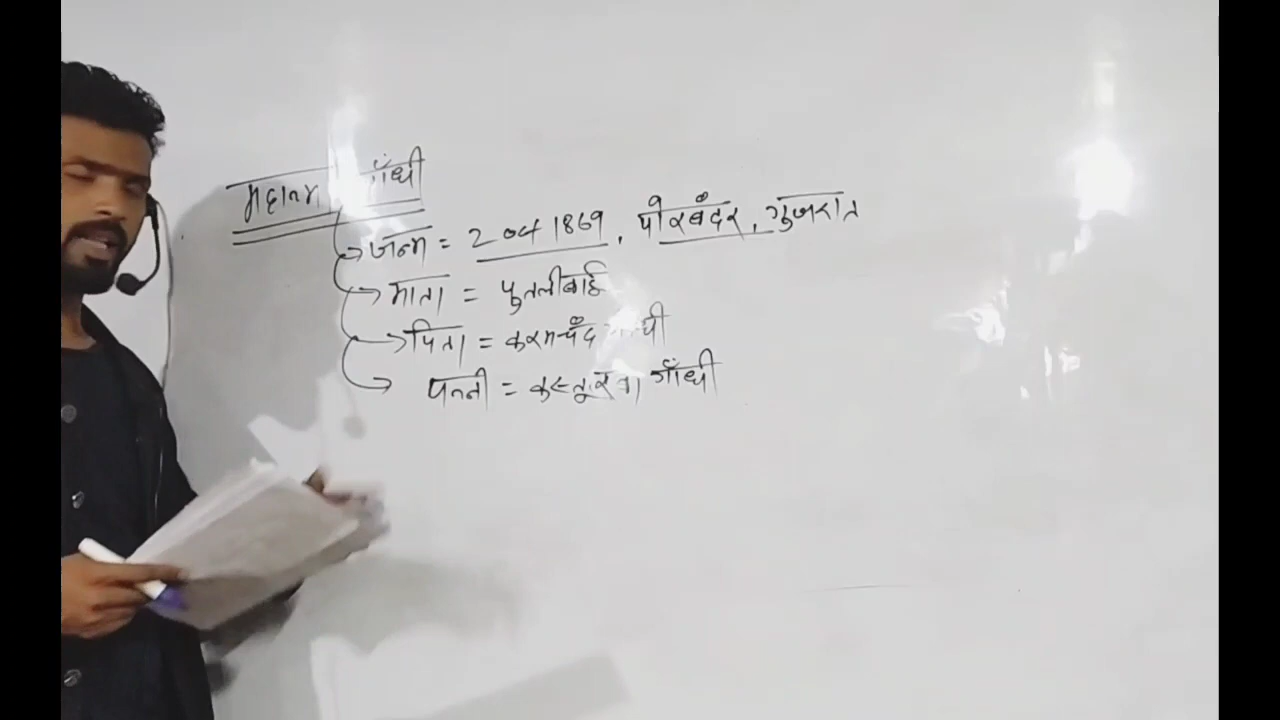 महात्मा गाँधी
जन्म = 2 oct 1869, पोरबंदर, गुजरात
माता = पुतलीबाई
पिता = करमचंद गाँधी
पत्नी = कस्तूरबा गाँधी